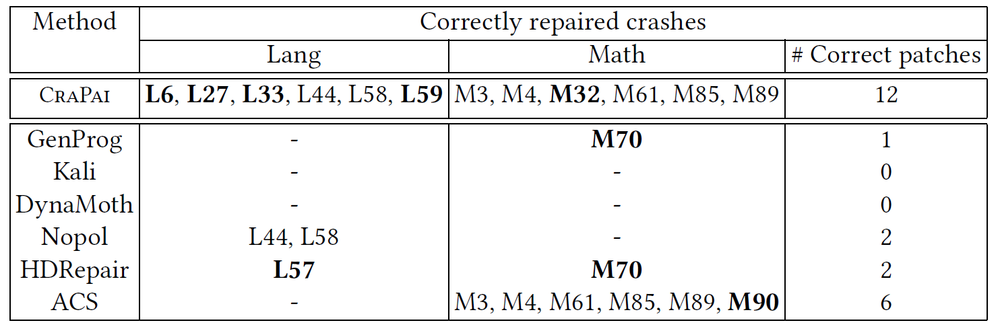 Method Correctly repaired crashes
Lang Math # Correct patches
CRAPAI L6, L27, L33, L44, L58, L59 M3, M4, M32, M61, M85, M89 12
GenProg - M70 1
Kali - - 0
DynaMoth - - 0
Nopol L44, L58 - 2
HDRepair L57 M70 2
ACS - M3, M4, M61, M85, M89, M90 6